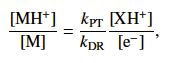 [MH⁺]/[M] = k_PT/k_DR [XH⁺]/[e⁻],